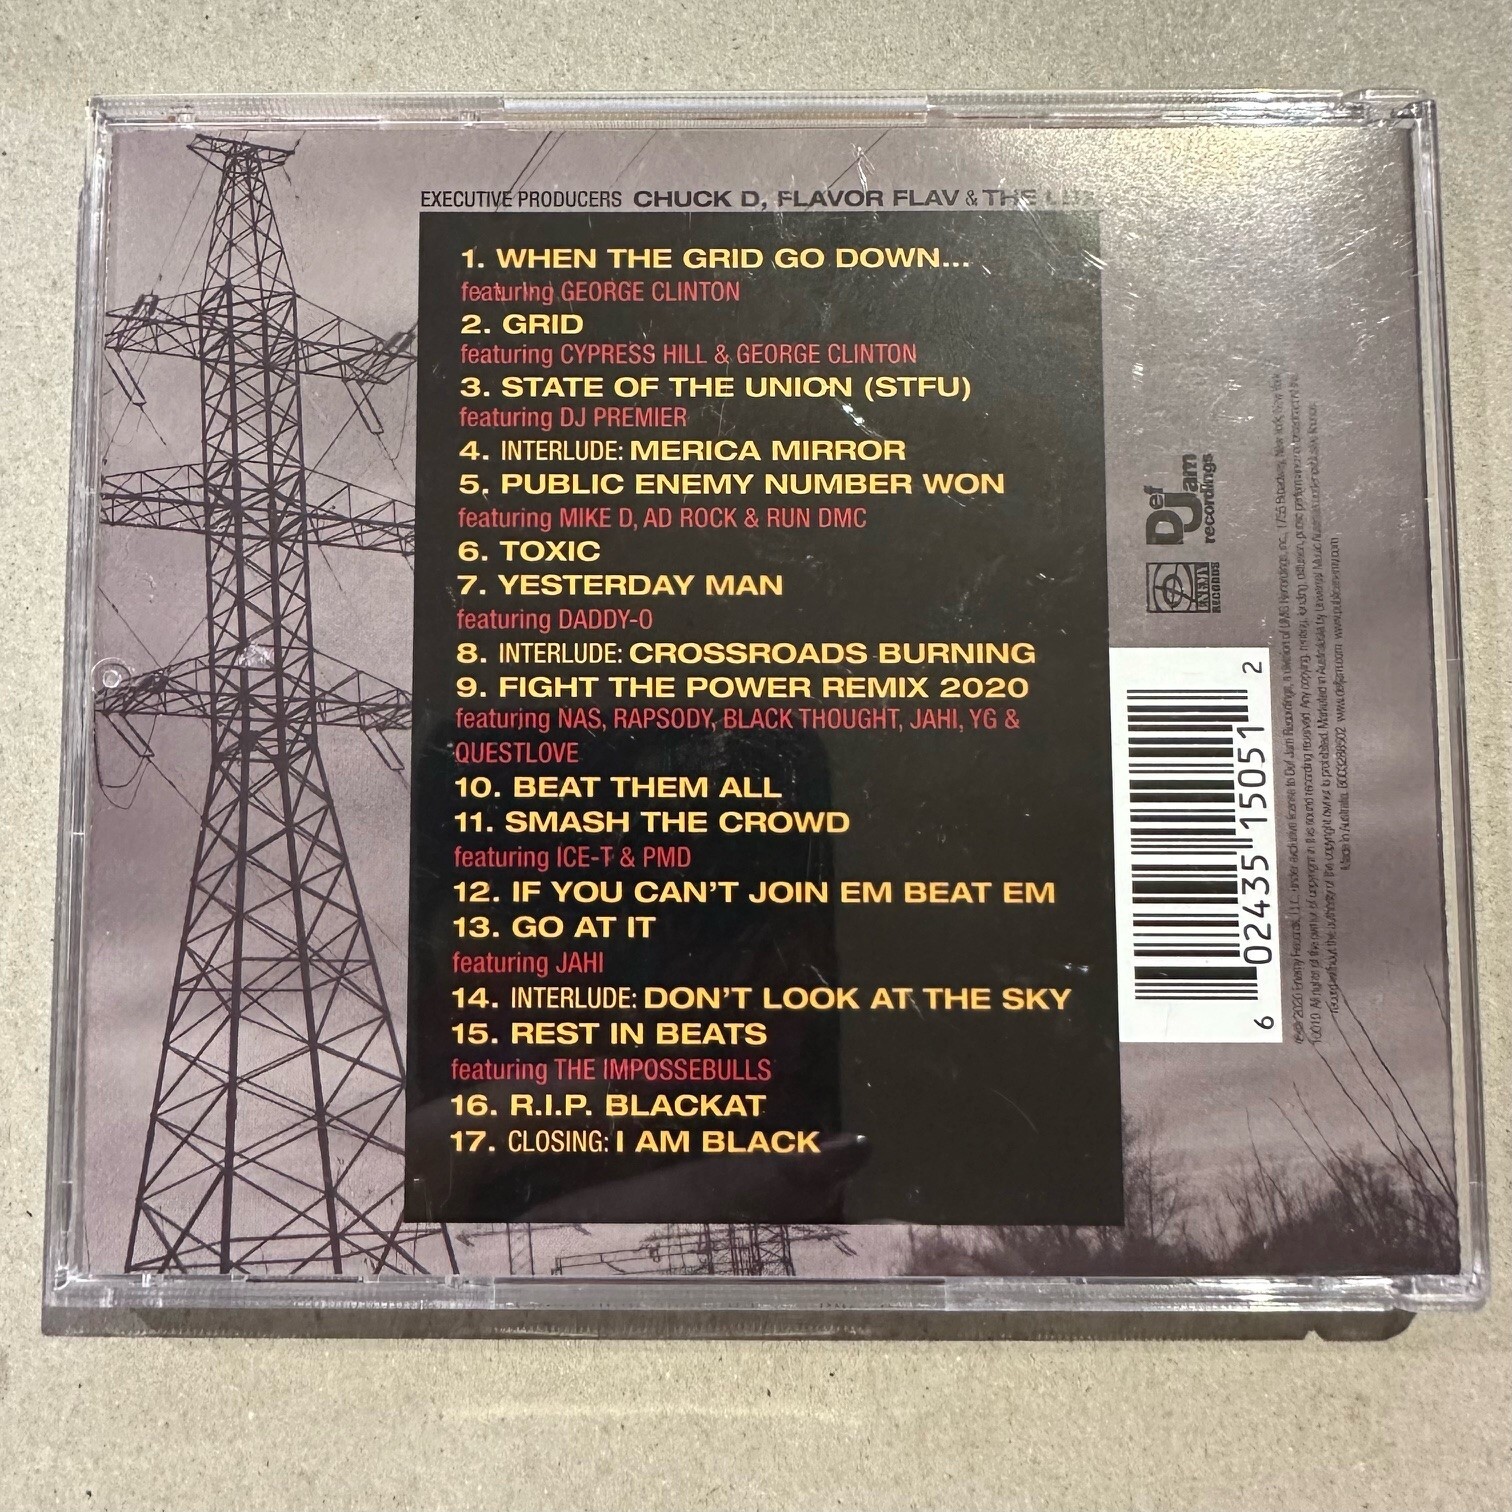 EXECUTIVE PRODUCERS CHUCK D, FLAVOR FLAV & THE
1. WHEN THE GRID GO DOWN...
featuring GEORGE CLINTON
2. GRID
featuring CYPRESS HILL & GEORGE CLINTON
3. STATE OF THE UNION (STFU)
featuring DJ PREMIER
4. INTERLUDE: MERICA MIRROR
5. PUBLIC ENEMY NUMBER WON
featuring MIKE D, AD ROCK & RUN DMC
6. TOXIC
7. YESTERDAY MAN
featuring DADDY-O
8. INTERLUDE: CROSSROADS BURNING
9. FIGHT THE POWER REMIX 2020
featuring NAS, RAPSODY, BLACK THOUGHT, JAHI, YG &
QUESTLOVE
10. BEAT THEM ALL
11. SMASH THE CROWD
featuring ICE-T & PMD
12. IF YOU CAN'T JOIN EM BEAT EM
13. GO AT IT
featuring JAHI
14. INTERLUDE: DON'T LOOK AT THE SKY
15. REST IN BEATS
featuring THE IMPOSSEBULLS
16. R.I.P. BLACKAT
17. CLOSING: I AM BLACK
Def
Jam
recordings
ENEMY
RECORDS
6 02435 15051 2